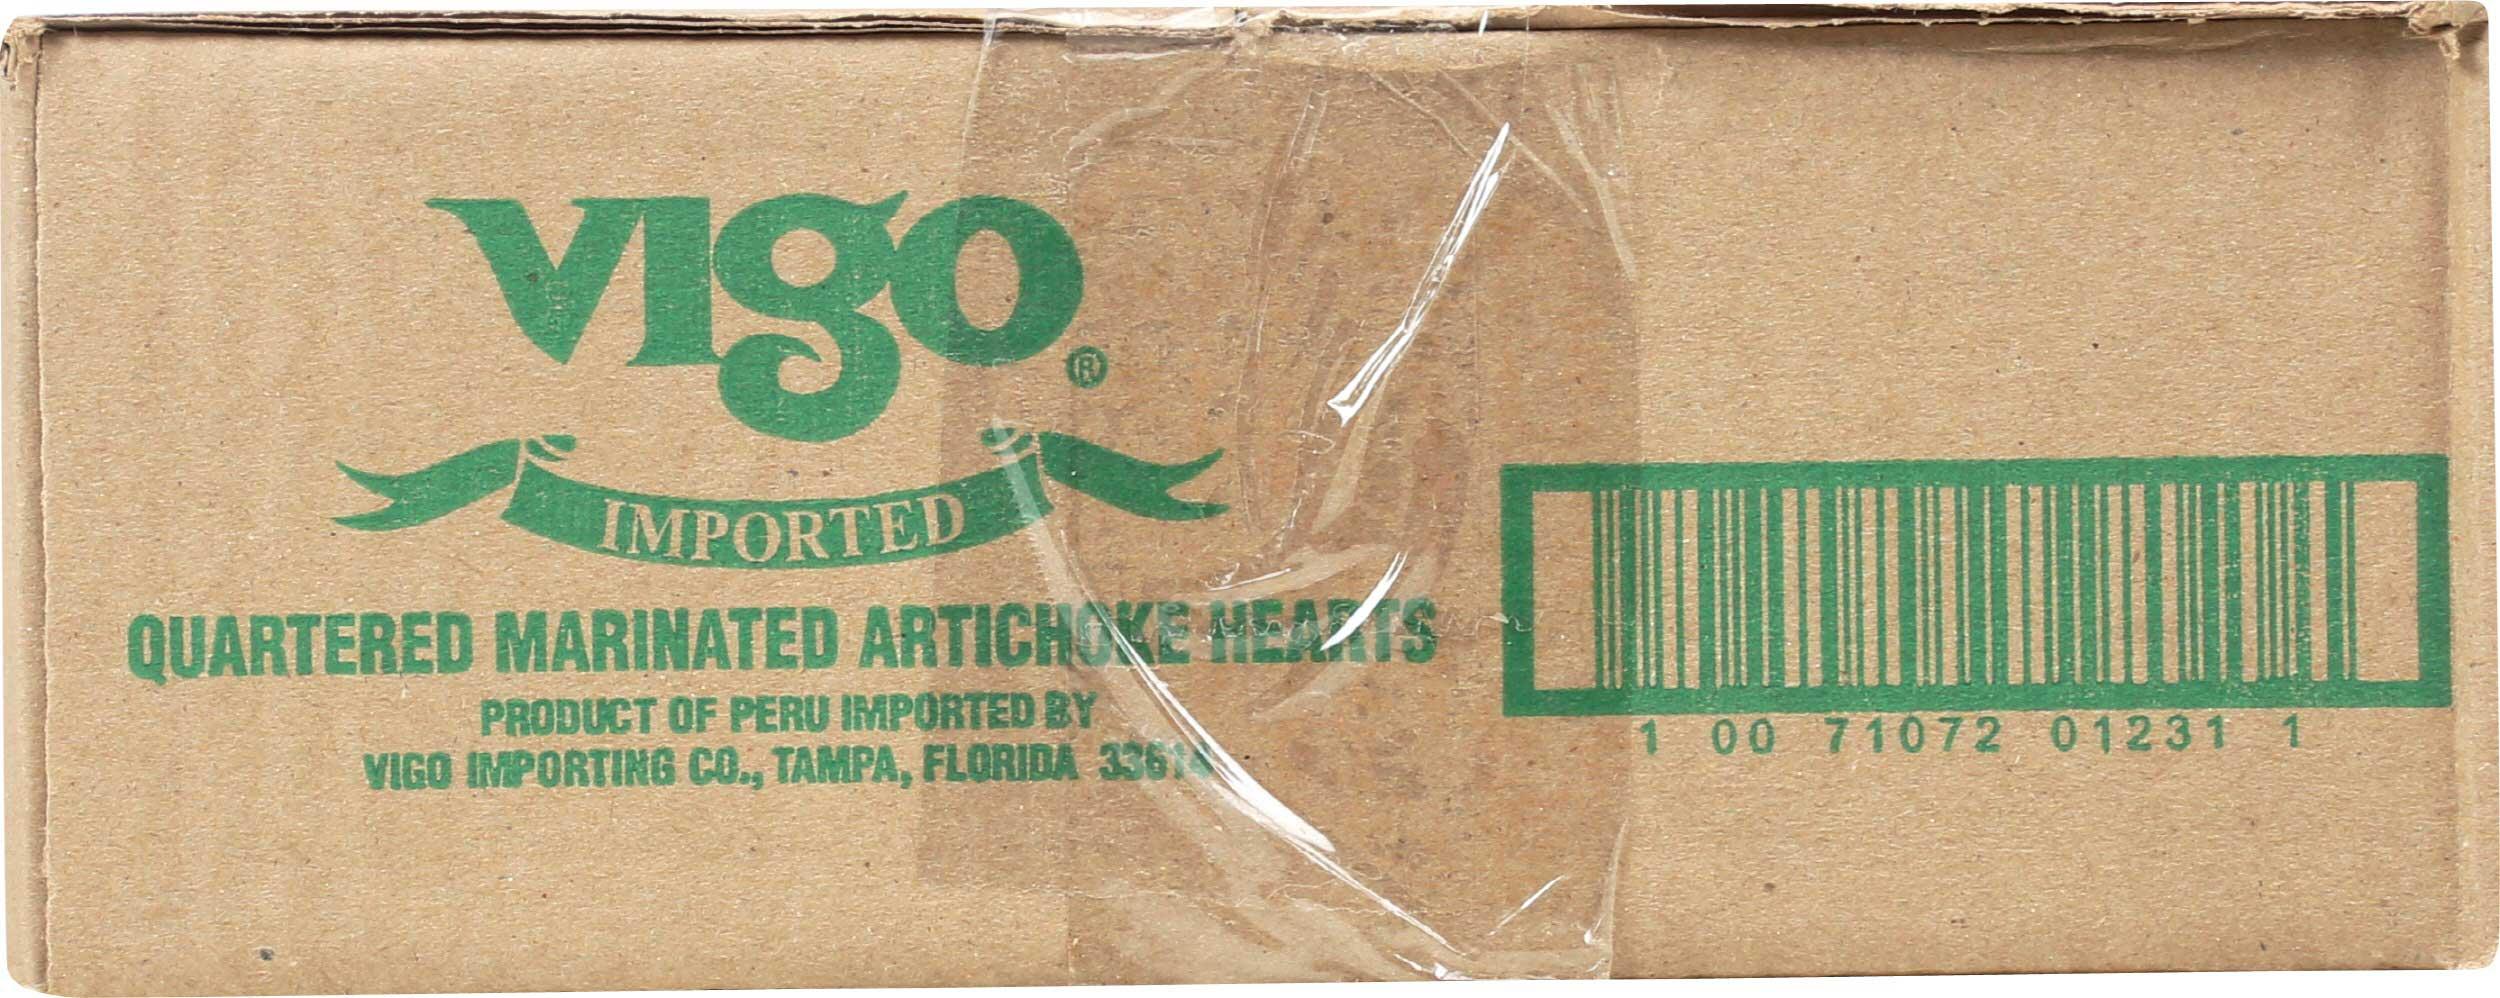 vigo®
IMPORTED
QUARTERED MARINATED ARTICHOKE HEARTS
PRODUCT OF PERU IMPORTED BY
VIGO IMPORTING CO., TAMPA, FLORIDA 33614
1 00 71072 01231 1